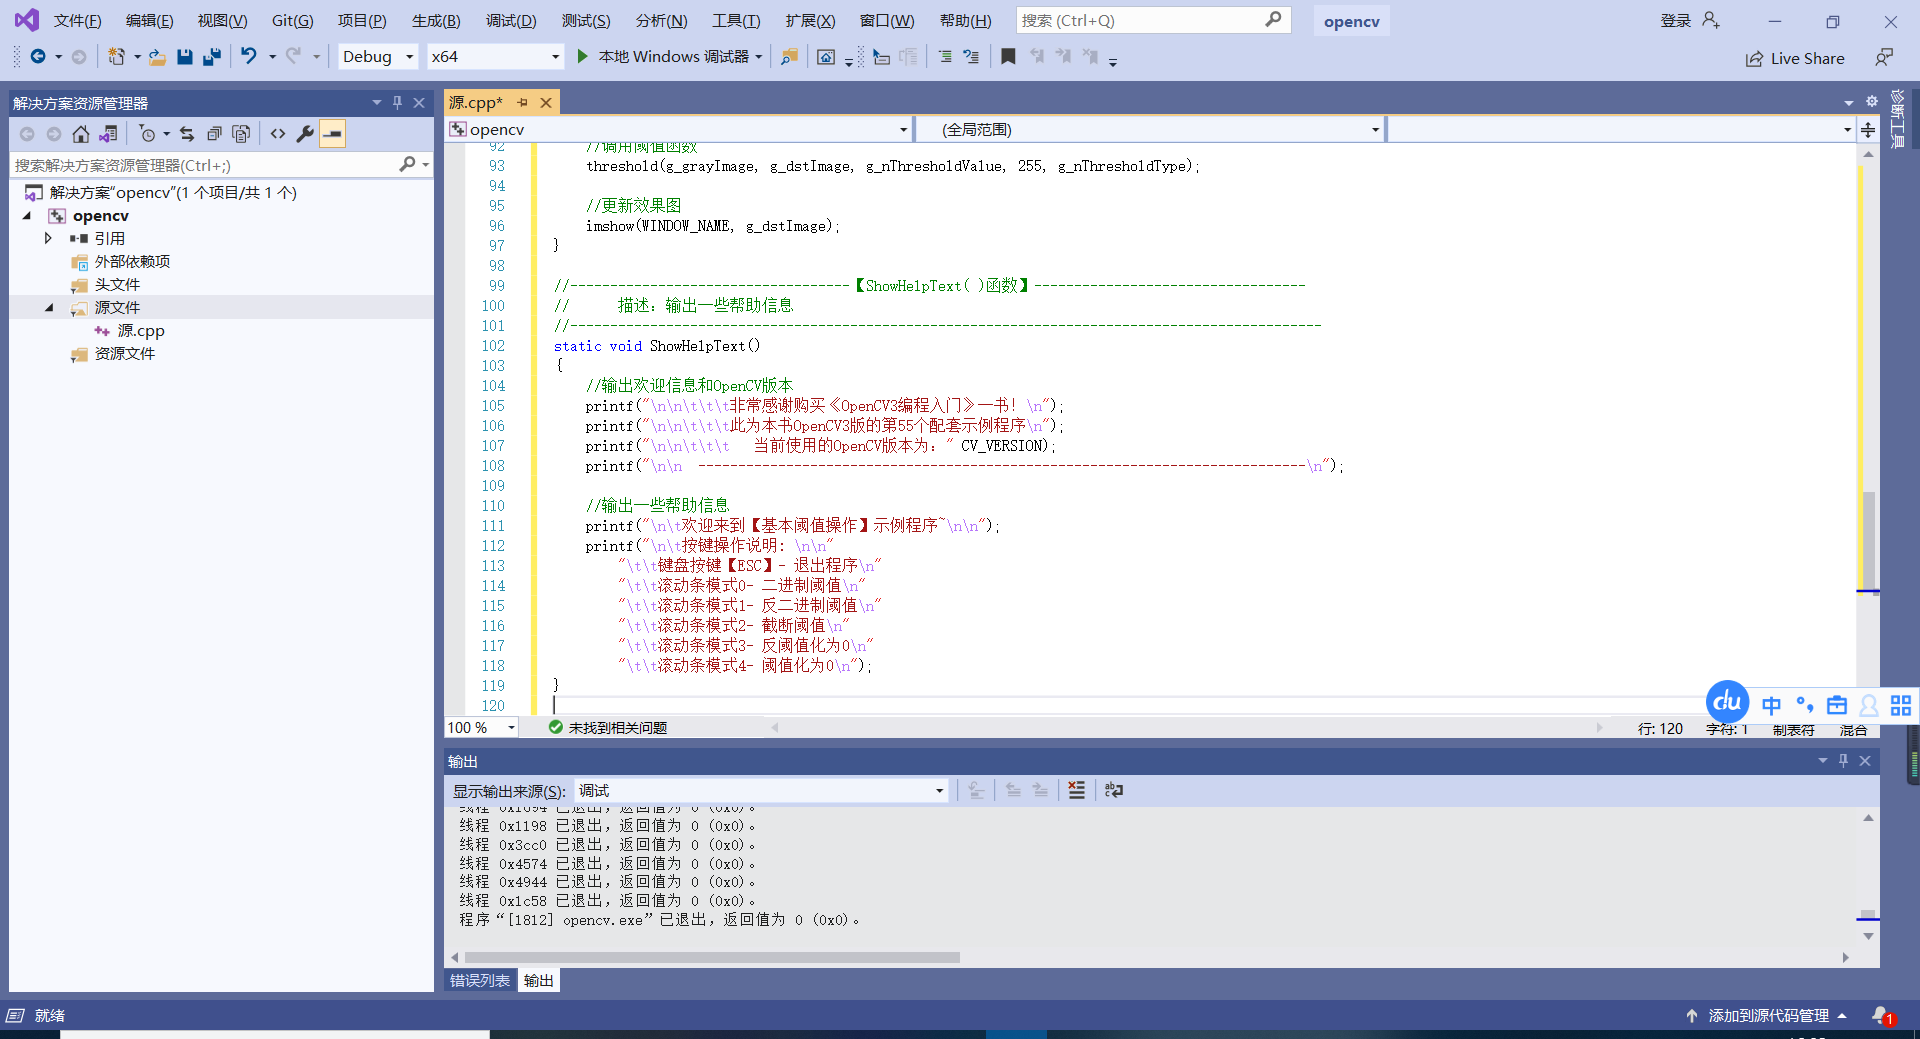 文件(F) 编辑(E) 视图(V) Git(G) 项目(P) 生成(B) 调试(D) 测试(S) 分析(N) 工具(T) 扩展(X) 窗口(W) 帮助(H) 搜索 (Ctrl+Q) opencv 登录
Debug x64 本地 Windows 调试器 Live Share
解决方案资源管理器
搜索解决方案资源管理器(Ctrl+;)
解决方案"opencv"(1 个项目/共 1 个)
opencv
引用
外部依赖项
头文件
源文件
源.cpp
资源文件
源.cpp*
opencv (全局范围)
92 //调用阈值函数
93 threshold(g_grayImage, g_dstImage, g_nThresholdValue, 255, g_nThresholdType);
94
95 //更新效果图
96 imshow(WINDOW_NAME, g_dstImage);
97 }
98
99 //-----------------------------------【ShowHelpText( )函数】----------------------------------
100 // 描述：输出一些帮助信息
101 //----------------------------------------------------------------------------------------------
102 static void ShowHelpText()
103 {
104 //输出欢迎信息和OpenCV版本
105 printf("\n\n\t\t\t非常感谢购买《OpenCV3编程入门》一书！\n");
106 printf("\n\n\t\t\t此为本书OpenCV3版的第55个配套示例程序\n");
107 printf("\n\n\t\t\t   当前使用的OpenCV版本为：" CV_VERSION);
108 printf("\n\n  ----------------------------------------------------------------------------\n");
109
110 //输出一些帮助信息
111 printf("\n\t欢迎来到【基本阈值操作】示例程序~\n\n");
112 printf("\n\t按键操作说明: \n\n"
113 "\t\t键盘按键【ESC】- 退出程序\n"
114 "\t\t滚动条模式0- 二进制阈值\n"
115 "\t\t滚动条模式1- 反二进制阈值\n"
116 "\t\t滚动条模式2- 截断阈值\n"
117 "\t\t滚动条模式3- 反阈值化为0\n"
118 "\t\t滚动条模式4- 阈值化为0\n");
119 }
120
100 % 未找到相关问题 行: 120 字符: 1 制表符 混合
诊断工具
du 中
输出
显示输出来源(S): 调试
线程 0x1694 已退出，返回值为 0 (0x0)。
线程 0x1198 已退出，返回值为 0 (0x0)。
线程 0x3cc0 已退出，返回值为 0 (0x0)。
线程 0x4574 已退出，返回值为 0 (0x0)。
线程 0x4944 已退出，返回值为 0 (0x0)。
线程 0x1c58 已退出，返回值为 0 (0x0)。
程序“[1812] opencv.exe”已退出，返回值为 0 (0x0)。
错误列表 输出
就绪 添加到源代码管理 1